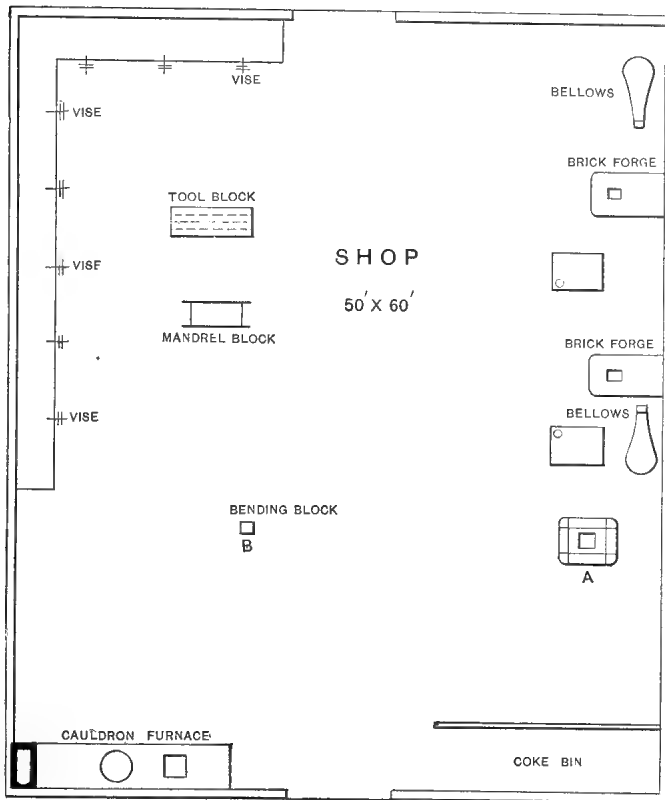 VISE
BELLOWS
VISE
BRICK FORGE
TOOL BLOCK
SHOP
VISE
50' X 60'
MANDREL BLOCK
BRICK FORGE
VISE
BELLOWS
BENDING BLOCK
B
A
CAULDRON FURNACE
COKE BIN